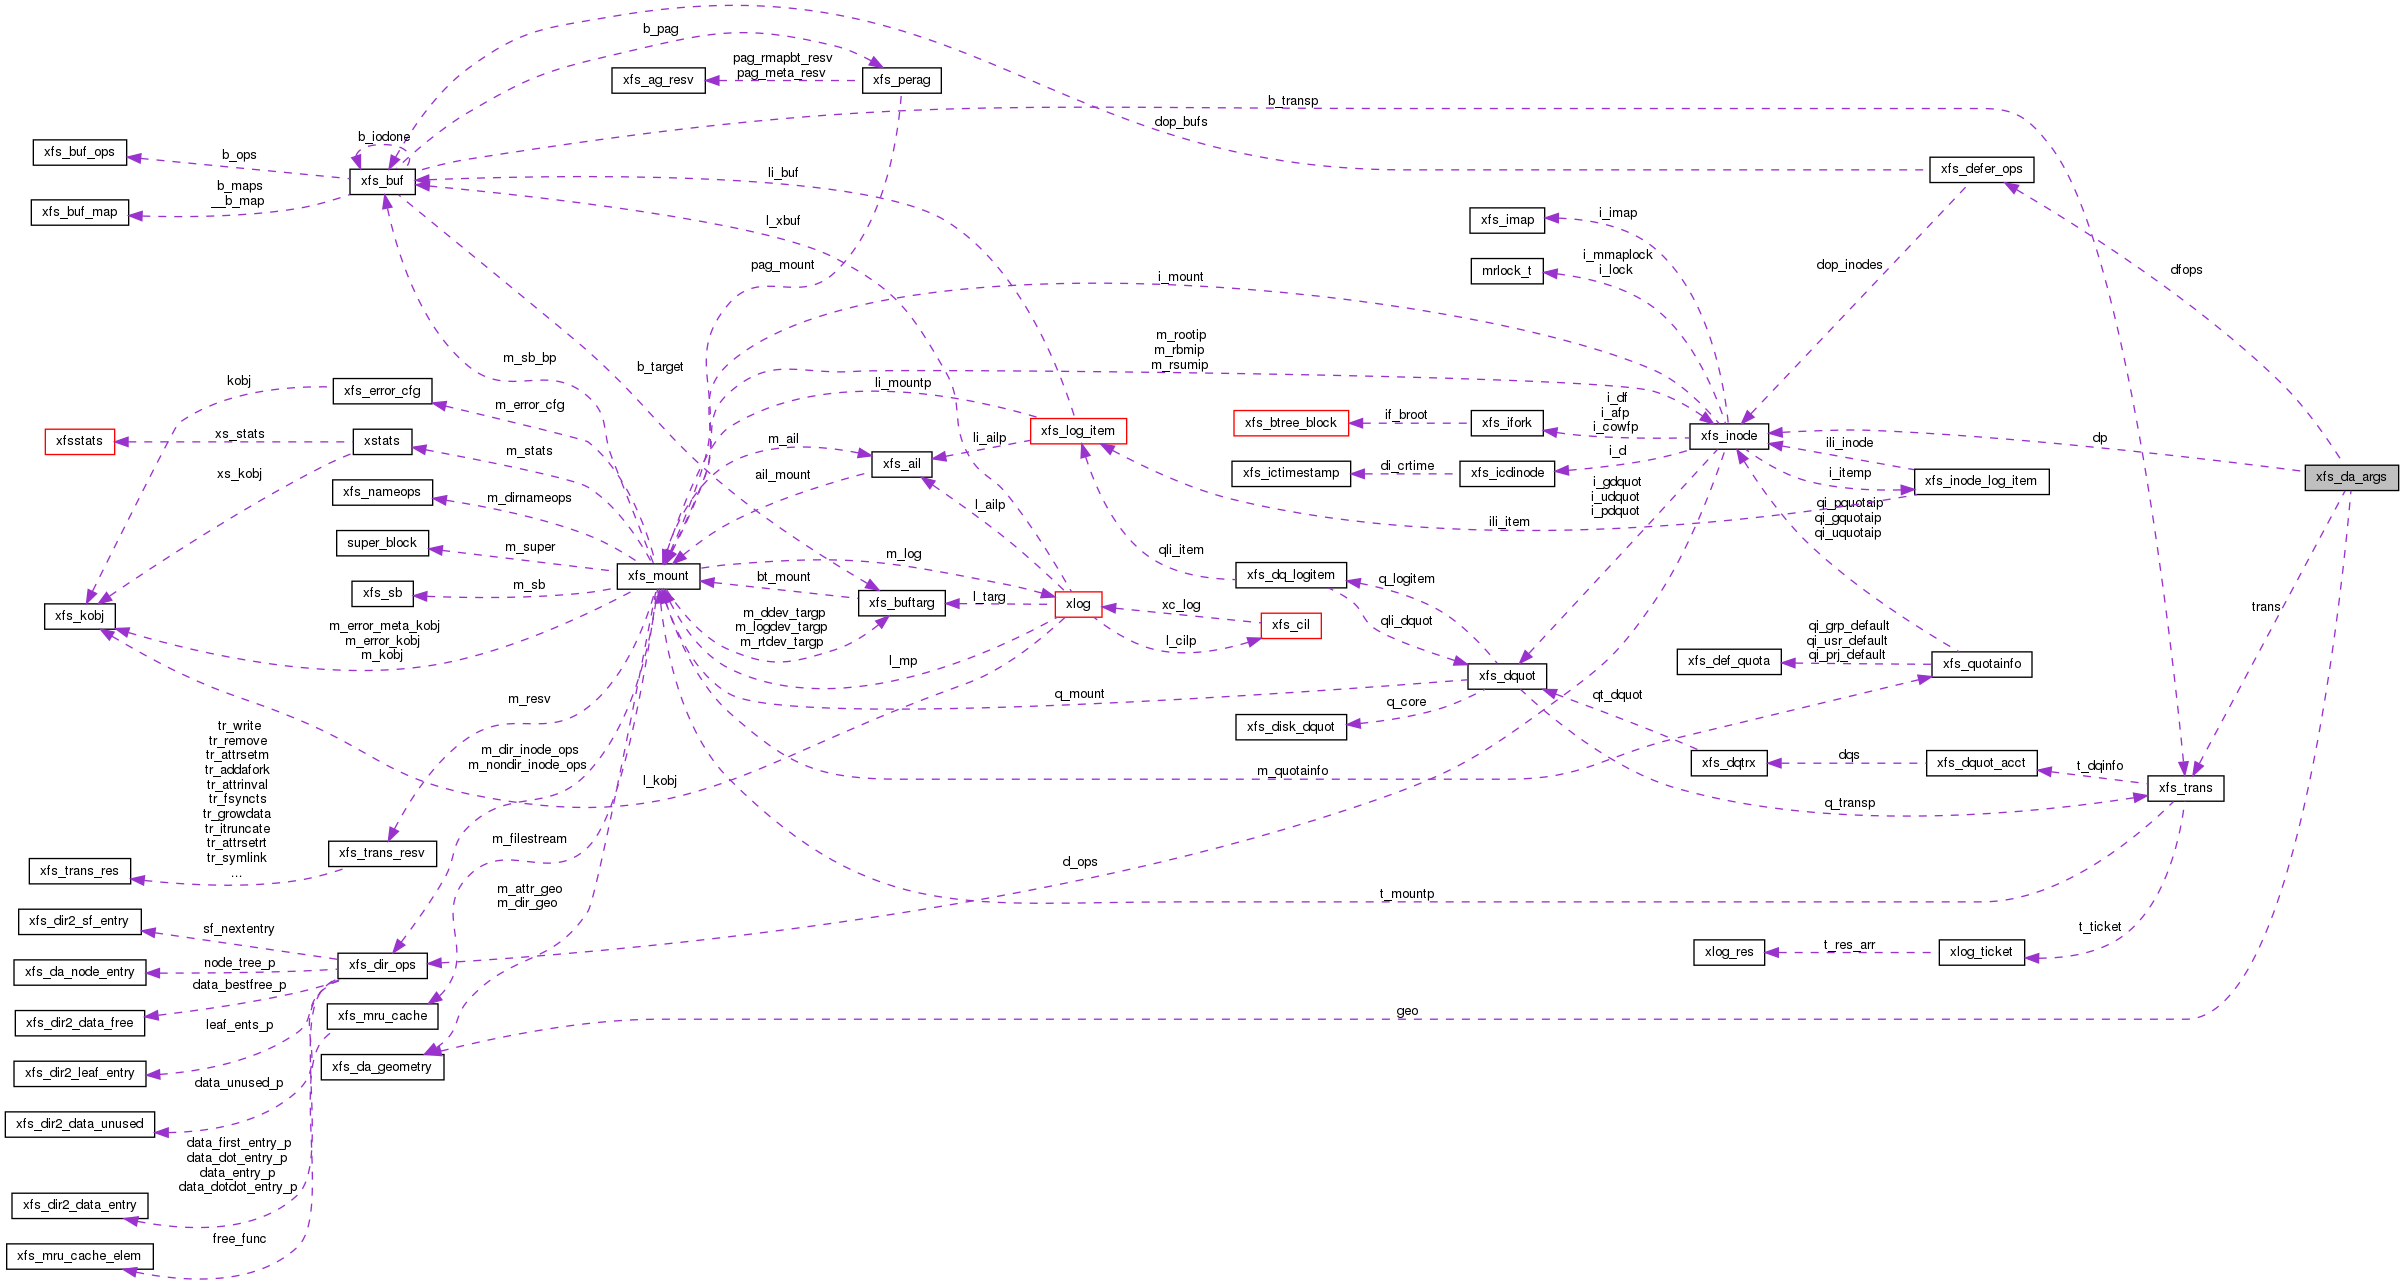 b_pag
pag_rmapbt_resv
pag_meta_resv
xfs_ag_resv
xfs_perag
b_transp
dop_bufs
b_iodone
xfs_buf_ops
b_ops
xfs_buf
b_maps
__b_map
xfs_buf_map
li_buf
l_xbuf
pag_mount
xfs_defer_ops
xfs_imap
i_imap
i_mmaplock
i_lock
mrlock_t
dop_inodes
dfops
i_mount
m_rootip
m_rbmip
m_rsumip
m_sb_bp
b_target
kobj
xfs_error_cfg
m_error_cfg
li_mountp
xfs_log_item
xfs_btree_block
if_broot
xfs_ifork
i_df
i_afp
i_cowfp
xfs_inode
ili_inode
dp
xfsstats
xs_stats
xstats
m_stats
m_ail
li_ailp
xfs_ail
ail_mount
xs_kobj
xfs_ictimestamp
di_crtime
xfs_icdinode
i_d
i_itemp
xfs_inode_log_item
xfs_da_args
xfs_nameops
m_dirnameops
l_ailp
i_gdquot
i_udquot
i_pdquot
ili_item
qi_pquotaip
qi_gquotaip
qi_uquotaip
super_block
m_super
m_log
qli_item
xfs_mount
bt_mount
xfs_dq_logitem
q_logitem
xfs_sb
m_sb
xfs_buftarg
l_targ
xlog
xc_log
xfs_kobj
m_ddev_targp
m_logdev_targp
m_rtdev_targp
xfs_cil
l_cilp
qli_dquot
trans
m_error_meta_kobj
m_error_kobj
m_kobj
l_mp
xfs_def_quota
qi_grp_default
qi_usr_default
qi_prj_default
xfs_quotainfo
xfs_dquot
m_resv
q_mount
q_core
qt_dquot
xfs_disk_dquot
tr_write
tr_remove
tr_attrsetm
tr_addafork
tr_attrinval
tr_fsyncts
tr_growdata
tr_itruncate
tr_attrsetrt
tr_symlink
...
m_dir_inode_ops
m_nondir_inode_ops
l_kobj
m_quotainfo
xfs_dqtrx
dqs
xfs_dquot_acct
t_dqinfo
xfs_trans
q_transp
m_filestream
xfs_trans_resv
xfs_trans_res
d_ops
m_attr_geo
m_dir_geo
t_mountp
xfs_dir2_sf_entry
sf_nextentry
t_ticket
xlog_res
t_res_arr
xlog_ticket
xfs_da_node_entry
node_tree_p
xfs_dir_ops
data_bestfree_p
xfs_dir2_data_free
xfs_mru_cache
geo
leaf_ents_p
xfs_dir2_leaf_entry
xfs_da_geometry
data_unused_p
xfs_dir2_data_unused
data_first_entry_p
data_dot_entry_p
data_entry_p
data_dotdot_entry_p
xfs_dir2_data_entry
free_func
xfs_mru_cache_elem